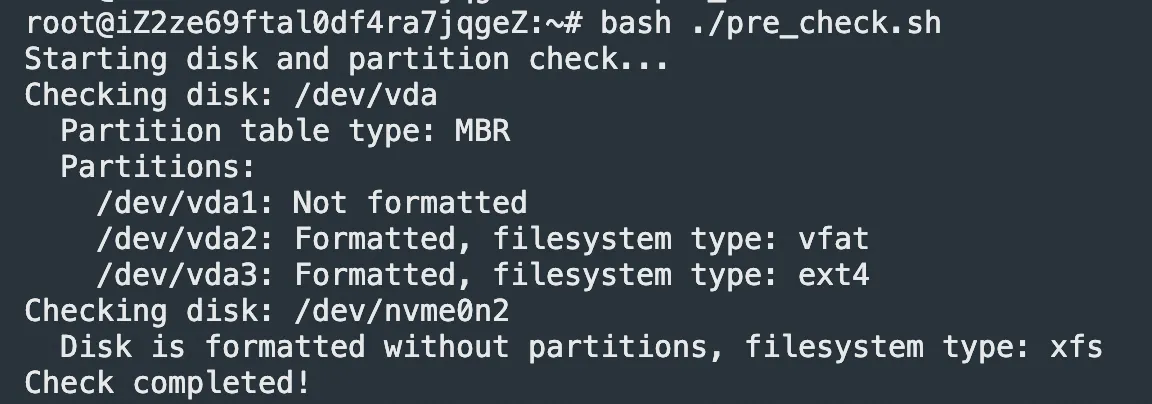 root@iZ2ze69ftal0df4ra7jqgeZ:~# bash ./pre_check.sh
Starting disk and partition check...
Checking disk: /dev/vda
  Partition table type: MBR
  Partitions:
    /dev/vda1: Not formatted
    /dev/vda2: Formatted, filesystem type: vfat
    /dev/vda3: Formatted, filesystem type: ext4
Checking disk: /dev/nvme0n2
  Disk is formatted without partitions, filesystem type: xfs
Check completed!